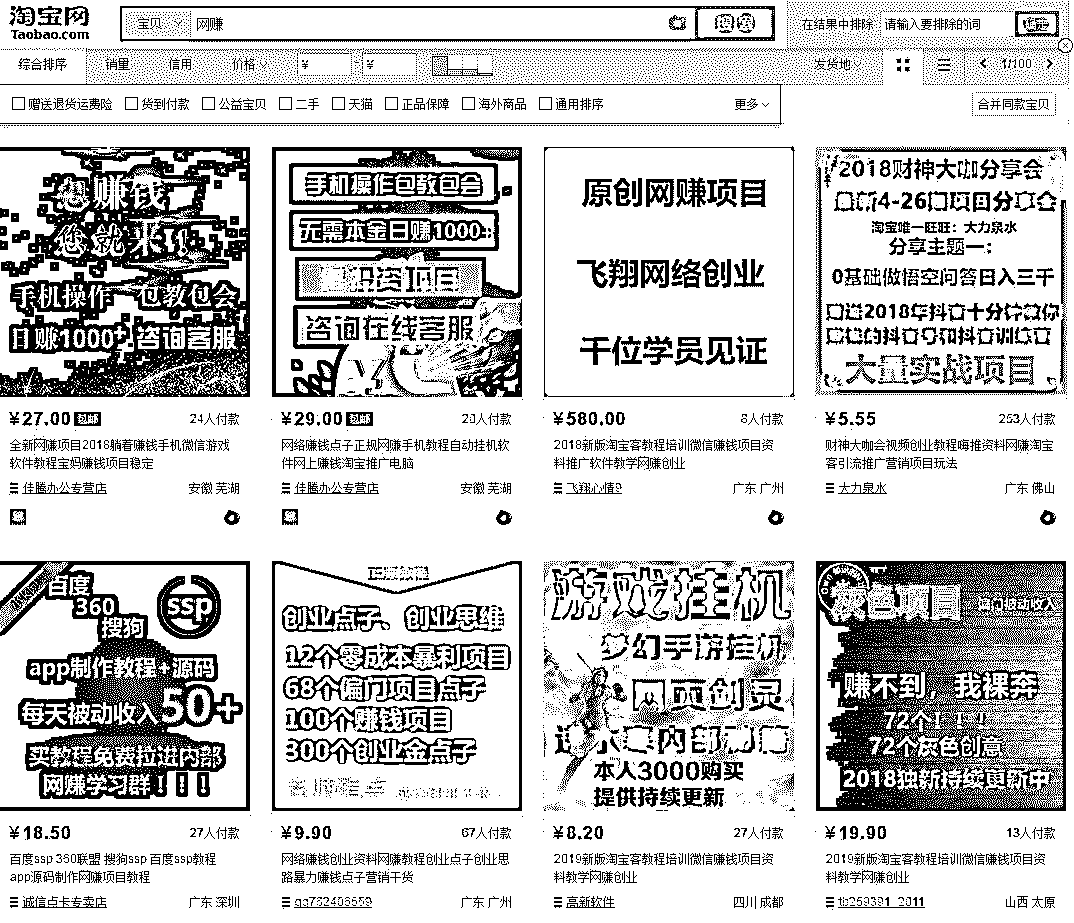 淘宝网
Taobao.com
宝贝
网赚
在结果中排除
请输入要排除的词
确定
综合排序
销量
信用
价格
¥
-
¥
发货地
1/100
赠送退货运费险
货到付款
公益宝贝
二手
天猫
正品保障
海外商品
通用排序
更多
合并同款宝贝
想赚钱
您就来！！
手机操作 包教包会
日赚1000+咨询客服
手机操作包教包会
无需本金日赚1000+
投资项目
咨询在线客服
原创网赚项目
飞翔网络创业
千位学员见证
2018财神大咖分享会
淘宝唯一旺旺：大力泉水
分享主题一：
0基础做悟空问答日入三千
大量实战项目
¥27.00 包邮
24人付款
全新网赚项目2018躺着赚钱手机微信游戏
软件教程宝妈赚钱项目稳定
佳腾办公专营店
安徽 芜湖
¥29.00 包邮
20人付款
网络赚钱点子正规网赚手机教程自动挂机软
件网上赚钱淘宝推广电脑
佳腾办公专营店
安徽 芜湖
¥580.00
8人付款
2018新版淘宝客教程培训微信赚钱项目资
料推广软件教学网赚创业
飞翔心情9
广东 广州
¥5.55
253人付款
财神大咖会视频创业教程嗨推资料网赚淘宝
客引流推广营销项目玩法
大力泉水
广东 佛山
百度
360
搜狗
ssp
app制作教程+源码
每天被动收入50+
买教程免费拉进内部
网赚学习群！！！
创业点子、创业思维
12个零成本暴利项目
68个偏门项目点子
100个赚钱项目
300个创业金点子
游戏挂机
梦幻手游挂机
本人3000购买
提供持续更新
灰色项目
偏门被动收入
赚不到，我裸奔
72个！！！
72个灰色创意
2018独新持续更新中
¥18.50
27人付款
百度ssp 360联盟 搜狗ssp 百度ssp教程
app源码制作网赚项目教程
诚信点卡专卖店
广东 深圳
¥9.90
67人付款
网络赚钱创业资料网赚教程创业点子创业思
路暴力赚钱点子营销干货
qq762406559
广东 广州
¥8.20
27人付款
2019新版淘宝客教程培训微信赚钱项目资
料教学网赚创业
高新软件
四川 成都
¥19.90
13人付款
2019新版淘宝客教程培训微信赚钱项目资
料教学网赚创业
tb259391_2011
山西 太原